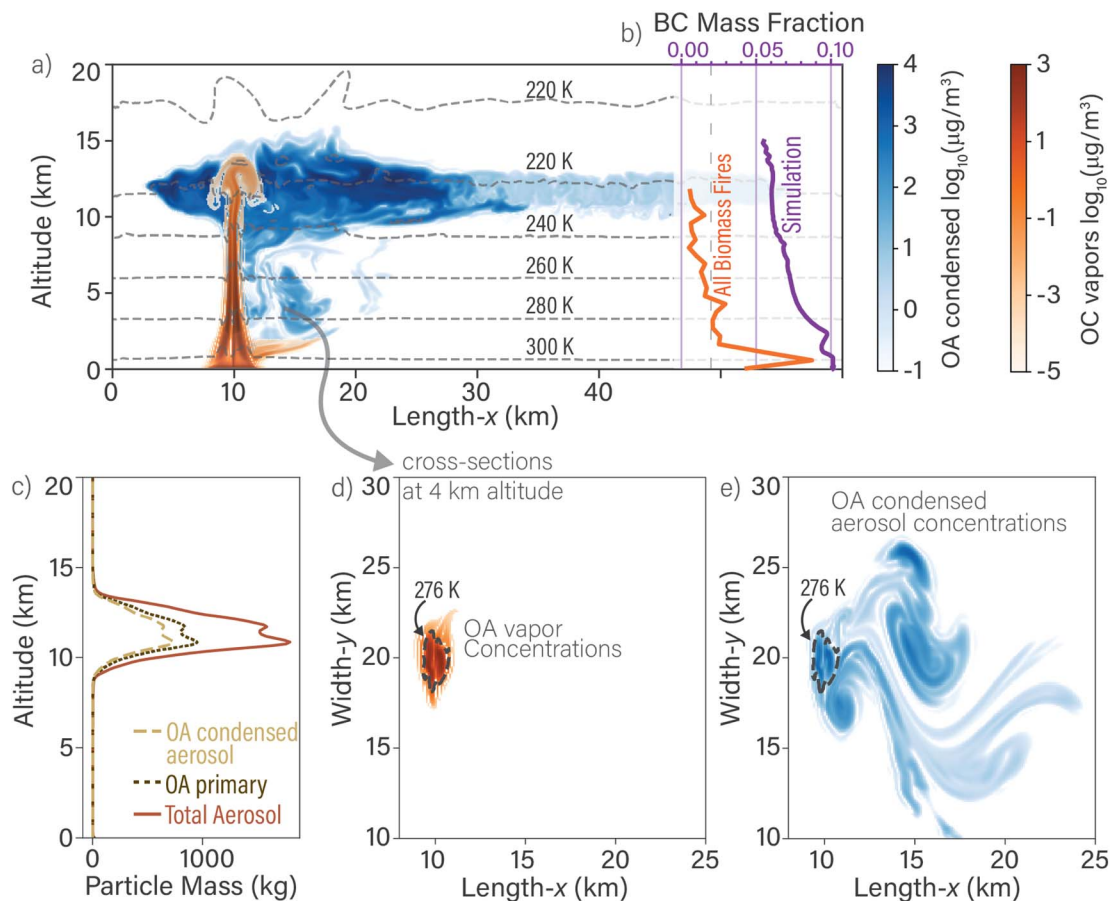 BC Mass Fraction
b)
0.00
0.05
0.10
a)
20
15
10
5
0
Altitude (km)
220 K
220 K
240 K
260 K
280 K
300 K
All Biomass Fires
Simulation
0
10
20
30
40
Length-x (km)
4
3
2
1
0
-1
OA condensed log10(μg/m³)
3
1
-1
-3
-5
OC vapors log10(μg/m³)
cross-sections
at 4 km altitude
c)
20
15
10
5
0
Altitude (km)
OA condensed
aerosol
OA primary
Total Aerosol
0
1000
Particle Mass (kg)
d)
30
25
20
15
10
Width-y (km)
276 K
OA vapor
Concentrations
10
15
20
25
Length-x (km)
e)
30
25
20
15
10
Width-y (km)
OA condensed
aerosol concentrations
276 K
10
15
20
25
Length-x (km)